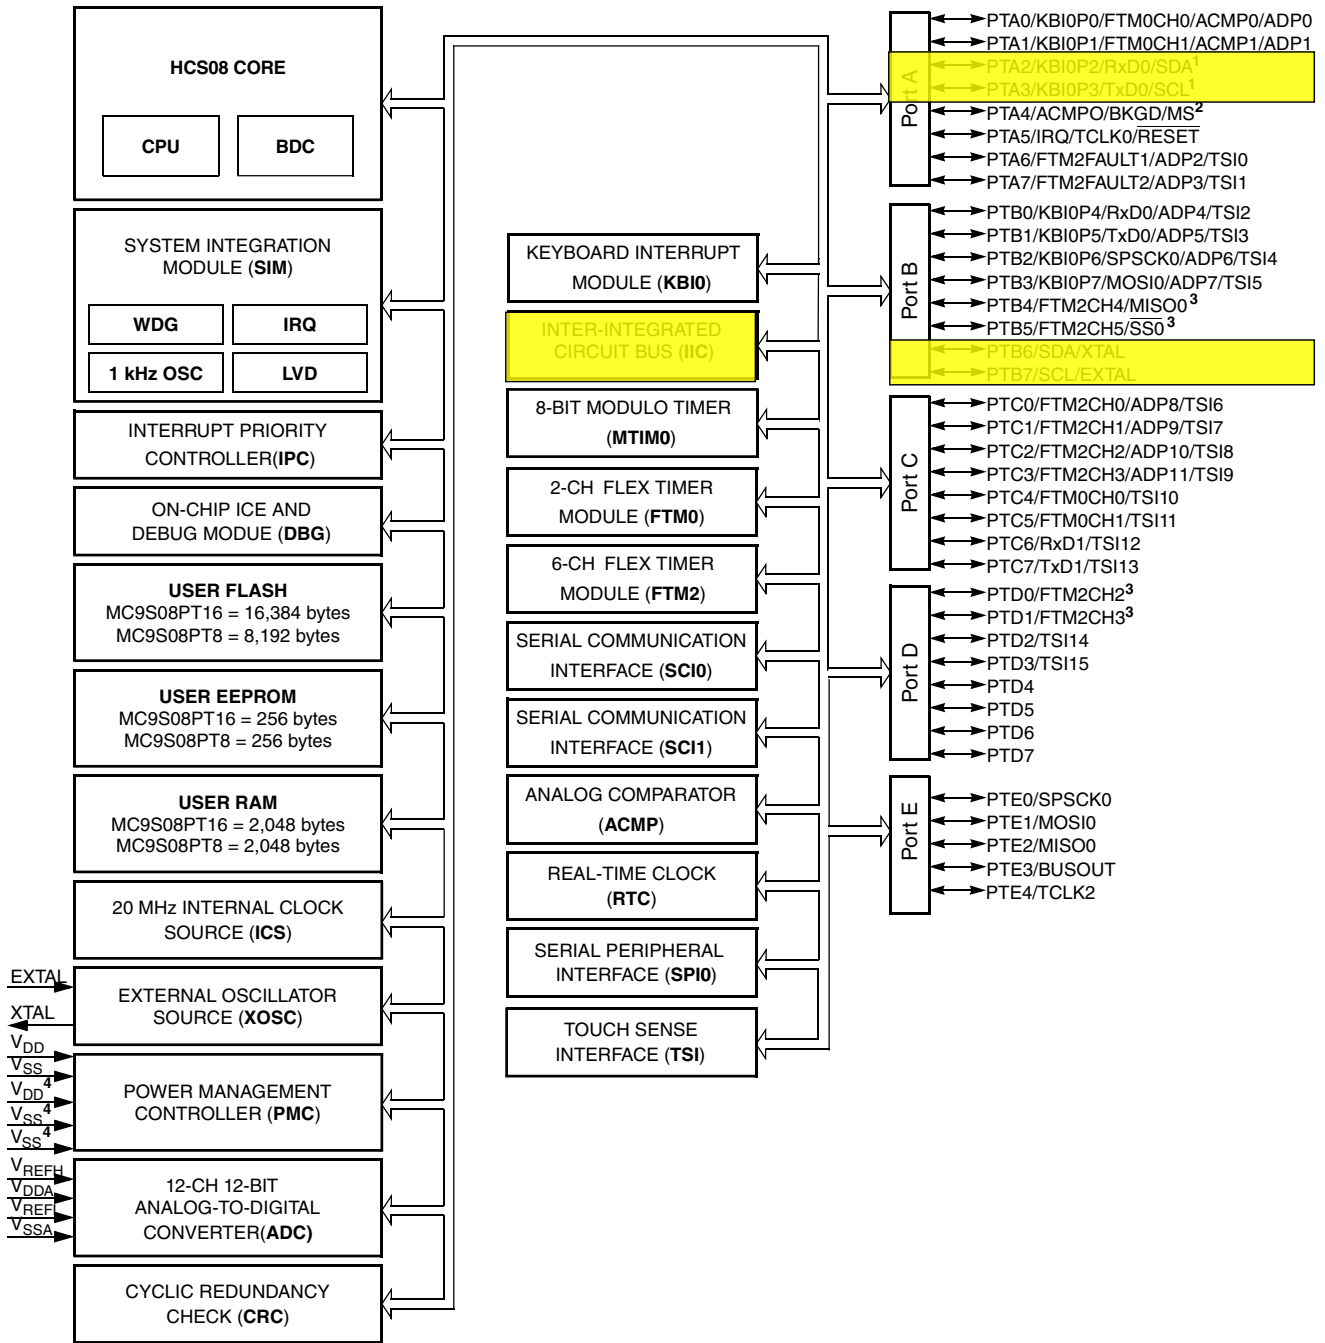 HCS08 CORE
CPU
BDC
SYSTEM INTEGRATION
MODULE (SIM)
WDG
IRQ
1 kHz OSC
LVD
INTERRUPT PRIORITY
CONTROLLER(IPC)
ON-CHIP ICE AND
DEBUG MODUE (DBG)
USER FLASH
MC9S08PT16 = 16,384 bytes
MC9S08PT8 = 8,192 bytes
USER EEPROM
MC9S08PT16 = 256 bytes
MC9S08PT8 = 256 bytes
USER RAM
MC9S08PT16 = 2,048 bytes
MC9S08PT8 = 2,048 bytes
20 MHz INTERNAL CLOCK
SOURCE (ICS)
EXTAL
XTAL
EXTERNAL OSCILLATOR
SOURCE (XOSC)
VDD
VSS
VDD4
VSS4
VSS4
POWER MANAGEMENT
CONTROLLER (PMC)
VREFH
VDDA
VREFL
VSSA
12-CH 12-BIT
ANALOG-TO-DIGITAL
CONVERTER(ADC)
CYCLIC REDUNDANCY
CHECK (CRC)
KEYBOARD INTERRUPT
MODULE (KBI0)
INTER-INTEGRATED
CIRCUIT BUS (IIC)
8-BIT MODULO TIMER
(MTIM0)
2-CH FLEX TIMER
MODULE (FTM0)
6-CH FLEX TIMER
MODULE (FTM2)
SERIAL COMMUNICATION
INTERFACE (SCI0)
SERIAL COMMUNICATION
INTERFACE (SCI1)
ANALOG COMPARATOR
(ACMP)
REAL-TIME CLOCK
(RTC)
SERIAL PERIPHERAL
INTERFACE (SPI0)
TOUCH SENSE
INTERFACE (TSI)
Port A
PTA0/KBI0P0/FTM0CH0/ACMP0/ADP0
PTA1/KBI0P1/FTM0CH1/ACMP1/ADP1
PTA2/KBI0P2/RxD0/SDA1
PTA3/KBI0P3/TxD0/SCL1
PTA4/ACMPO/BKGD/MS2
PTA5/IRQ/TCLK0/RESET
PTA6/FTM2FAULT1/ADP2/TSI0
PTA7/FTM2FAULT2/ADP3/TSI1
Port B
PTB0/KBI0P4/RxD0/ADP4/TSI2
PTB1/KBI0P5/TxD0/ADP5/TSI3
PTB2/KBI0P6/SPSCK0/ADP6/TSI4
PTB3/KBI0P7/MOSI0/ADP7/TSI5
PTB4/FTM2CH4/MISO03
PTB5/FTM2CH5/SS03
PTB6/SDA/XTAL
PTB7/SCL/EXTAL
Port C
PTC0/FTM2CH0/ADP8/TSI6
PTC1/FTM2CH1/ADP9/TSI7
PTC2/FTM2CH2/ADP10/TSI8
PTC3/FTM2CH3/ADP11/TSI9
PTC4/FTM0CH0/TSI10
PTC5/FTM0CH1/TSI11
PTC6/RxD1/TSI12
PTC7/TxD1/TSI13
Port D
PTD0/FTM2CH23
PTD1/FTM2CH33
PTD2/TSI14
PTD3/TSI15
PTD4
PTD5
PTD6
PTD7
Port E
PTE0/SPSCK0
PTE1/MOSI0
PTE2/MISO0
PTE3/BUSOUT
PTE4/TCLK2